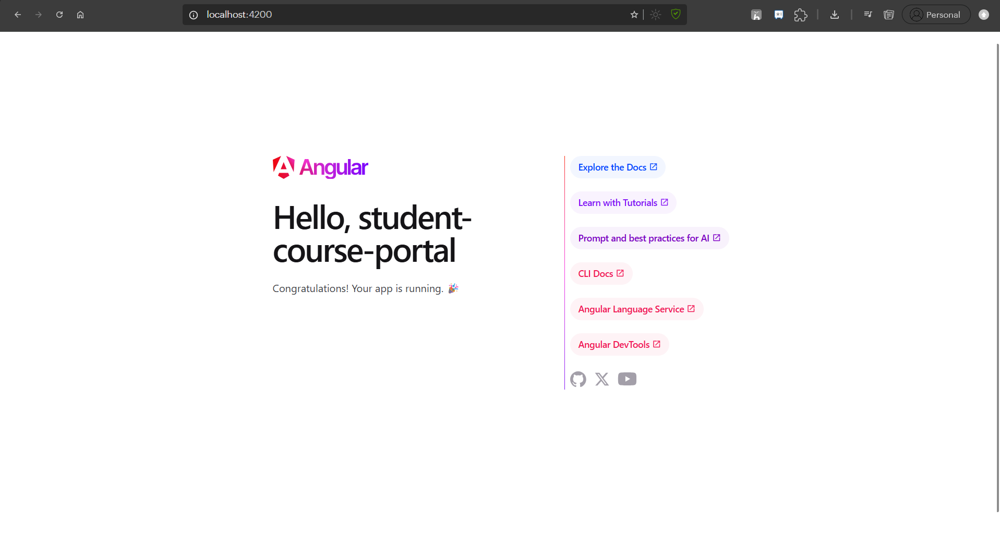 localhost:4200
Personal
Angular
Hello, student-
course-portal
Congratulations! Your app is running. 🎉
Explore the Docs
Learn with Tutorials
Prompt and best practices for AI
CLI Docs
Angular Language Service
Angular DevTools